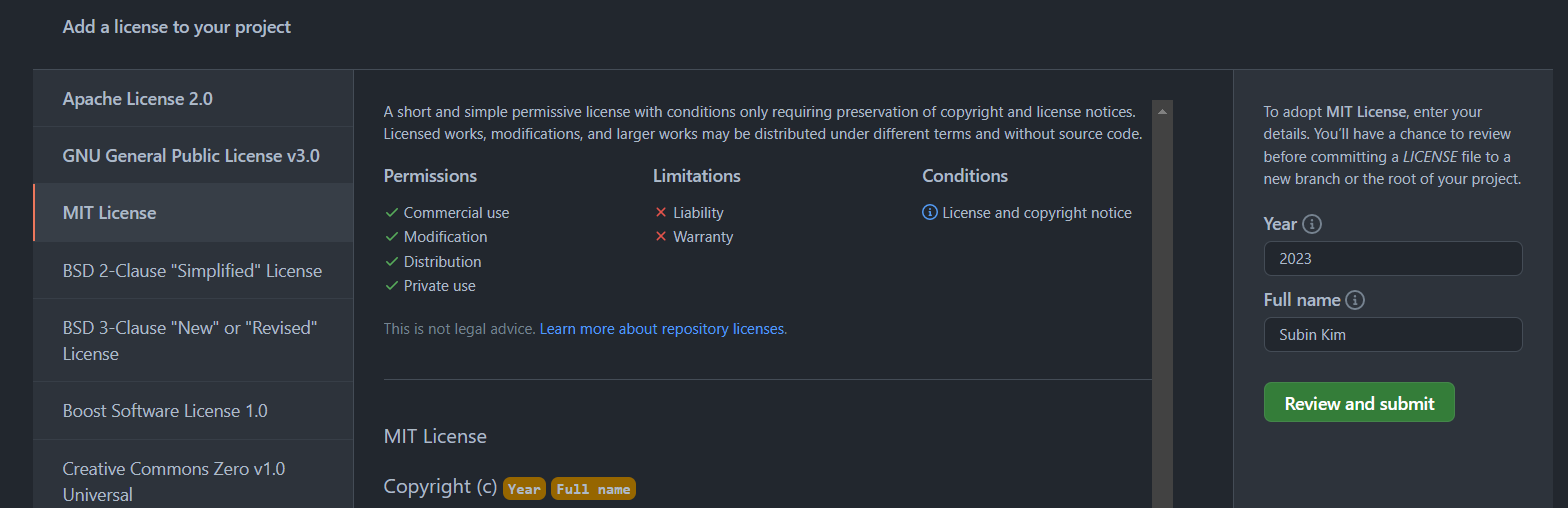 Add a license to your project
Apache License 2.0
GNU General Public License v3.0
MIT License
BSD 2-Clause "Simplified" License
BSD 3-Clause "New" or "Revised"
License
Boost Software License 1.0
Creative Commons Zero v1.0
Universal
A short and simple permissive license with conditions only requiring preservation of copyright and license notices.
Licensed works, modifications, and larger works may be distributed under different terms and without source code.
Permissions
Commercial use
Modification
Distribution
Private use
Limitations
Liability
Warranty
Conditions
License and copyright notice
This is not legal advice. Learn more about repository licenses.
MIT License
Copyright (c) Year Full name
To adopt MIT License, enter your
details. You’ll have a chance to review
before committing a LICENSE file to a
new branch or the root of your project.
Year
2023
Full name
Subin Kim
Review and submit